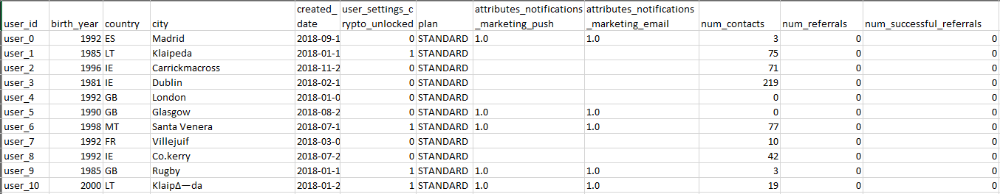 user_id birth_year country city created_date user_settings_crypto_unlocked plan attributes_notifications_marketing_push attributes_notifications_marketing_email num_contacts num_referrals num_successful_referrals
user_0 1992 ES Madrid 2018-09-1 0 STANDARD 1.0 1.0 3 0 0
user_1 1985 LT Klaipeda 2018-01-1 1 STANDARD 75 0 0
user_2 1996 IE Carrickmacross 2018-11-2 0 STANDARD 71 0 0
user_3 1981 IE Dublin 2018-02-1 0 STANDARD 219 0 0
user_4 1992 GB London 2018-01-0 0 STANDARD 0 0 0
user_5 1990 GB Glasgow 2018-08-2 0 STANDARD 1.0 1.0 0 0 0
user_6 1998 MT Santa Venera 2018-07-1 1 STANDARD 1.0 1.0 77 0 0
user_7 1992 FR Villejuif 2018-03-0 0 STANDARD 10 0 0
user_8 1992 IE Co.kerry 2018-07-2 0 STANDARD 42 0 0
user_9 1985 GB Rugby 2018-01-1 1 STANDARD 1.0 1.0 3 0 0
user_10 2000 LT KlaipΔ—da 2018-01-2 1 STANDARD 1.0 1.0 19 0 0